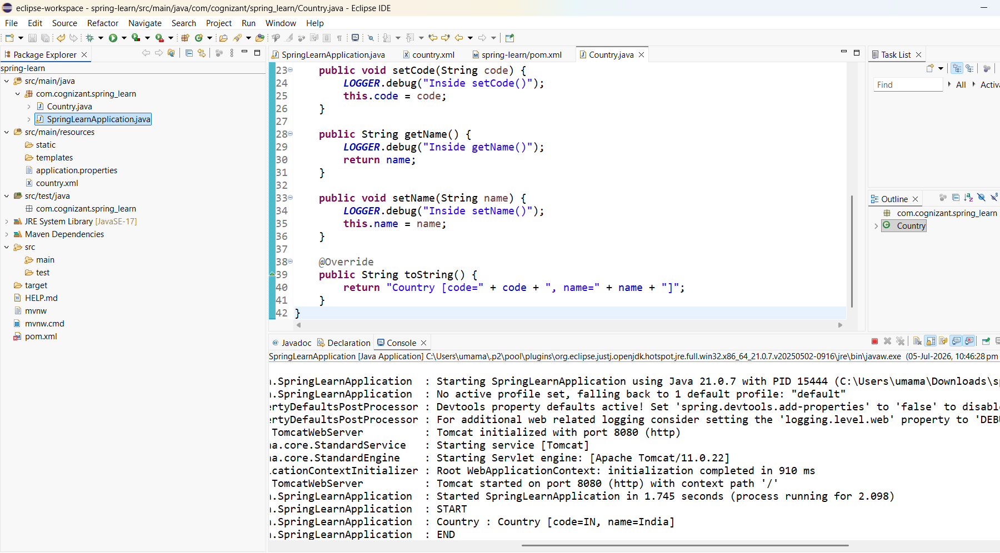 eclipse-workspace - spring-learn/src/main/java/com/cognizant/spring_learn/Country.java - Eclipse IDE
File Edit Source Refactor Navigate Search Project Run Window Help
Package Explorer
spring-learn
src/main/java
com.cognizant.spring_learn
Country.java
SpringLearnApplication.java
src/main/resources
static
templates
application.properties
country.xml
src/test/java
com.cognizant.spring_learn
JRE System Library [JavaSE-17]
Maven Dependencies
src
main
test
target
HELP.md
mvnw
mvnw.cmd
pom.xml
SpringLearnApplication.java country.xml spring-learn/pom.xml Country.java
23 public void setCode(String code) {
24 LOGGER.debug("Inside setCode()");
25 this.code = code;
26 }
27
28 public String getName() {
29 LOGGER.debug("Inside getName()");
30 return name;
31 }
32
33 public void setName(String name) {
34 LOGGER.debug("Inside setName()");
35 this.name = name;
36 }
37
38 @Override
39 public String toString() {
40 return "Country [code=" + code + ", name=" + name + "]";
41 }
42 }
Task List
Find All Activa
Outline
com.cognizant.spring_learn
Country
Javadoc Declaration Console
SpringLearnApplication [Java Application] C:\Users\umama\.p2\pool\plugins\org.eclipse.justj.openjdk.hotspot.jre.full.win32.x86_64_21.0.7.v20250502-0916\jre\bin\javaw.exe (05-Jul-2026, 10:46:28 pm
.SpringLearnApplication : Starting SpringLearnApplication using Java 21.0.7 with PID 15444 (C:\Users\umama\Downloads\sp
.SpringLearnApplication : No active profile set, falling back to 1 default profile: "default"
ertyDefaultsPostProcessor : Devtools property defaults active! Set 'spring.devtools.add-properties' to 'false' to disabl
ertyDefaultsPostProcessor : For additional web related logging consider setting the 'logging.level.web' property to 'DEB
TomcatWebServer : Tomcat initialized with port 8080 (http)
a.core.StandardService : Starting service [Tomcat]
a.core.StandardEngine : Starting Servlet engine: [Apache Tomcat/11.0.22]
cationContextInitializer : Root WebApplicationContext: initialization completed in 910 ms
TomcatWebServer : Tomcat started on port 8080 (http) with context path '/'
.SpringLearnApplication : Started SpringLearnApplication in 1.745 seconds (process running for 2.098)
.SpringLearnApplication : START
.SpringLearnApplication : Country : Country [code=IN, name=India]
.SpringLearnApplication : END